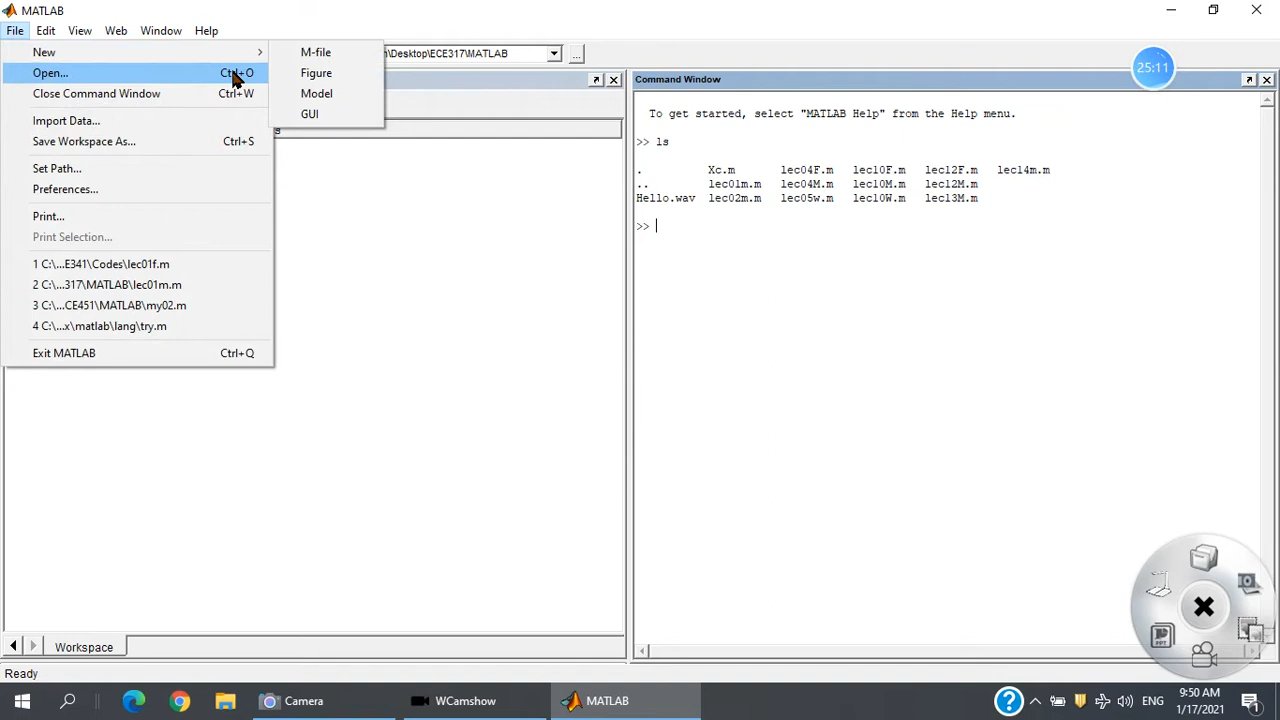 MATLAB
File Edit View Web Window Help
New M-file
\Desktop\ECE317\MATLAB ...
Open... Ctrl+O Figure
Close Command Window Ctrl+W Model
GUI
Import Data...
Save Workspace As... Ctrl+S
Set Path...
Preferences...
Print...
Print Selection...
1 C:\...E341\Codes\lec01f.m
2 C:\...317\MATLAB\lec01m.m
3 C:\...CE451\MATLAB\my02.m
4 C:\...x\matlab\lang\try.m
Exit MATLAB Ctrl+Q
Workspace
Command Window
25:11
To get started, select "MATLAB Help" from the Help menu.
>> ls
. Xc.m lec04F.m lec10F.m lec12F.m lec14m.m
.. lec01m.m lec04M.m lec10M.m lec12M.m
Hello.wav lec02m.m lec05w.m lec10W.m lec13M.m
>>
PPT
Ready
Camera WCamshow MATLAB ENG 9:50 AM
1/17/2021